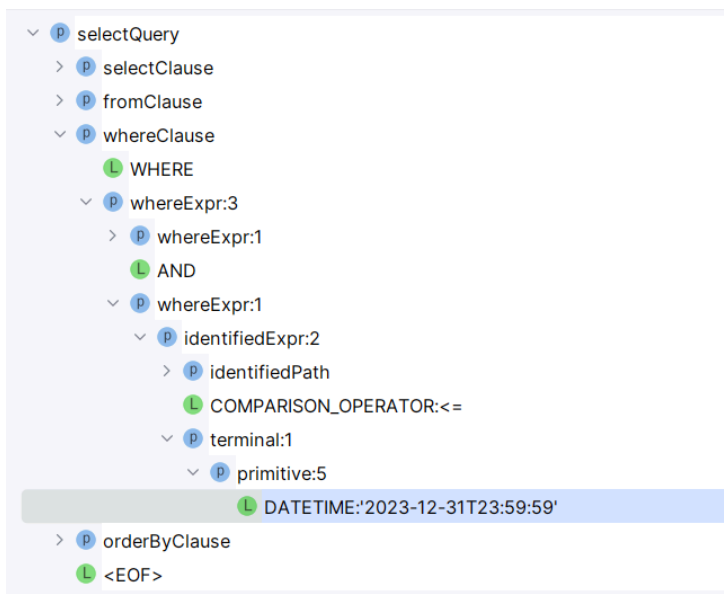 P selectQuery
P selectClause
P fromClause
P whereClause
L WHERE
P whereExpr:3
P whereExpr:1
L AND
P whereExpr:1
P identifiedExpr:2
P identifiedPath
L COMPARISON_OPERATOR:<=
P terminal:1
P primitive:5
L DATETIME:'2023-12-31T23:59:59'
P orderByClause
L <EOF>